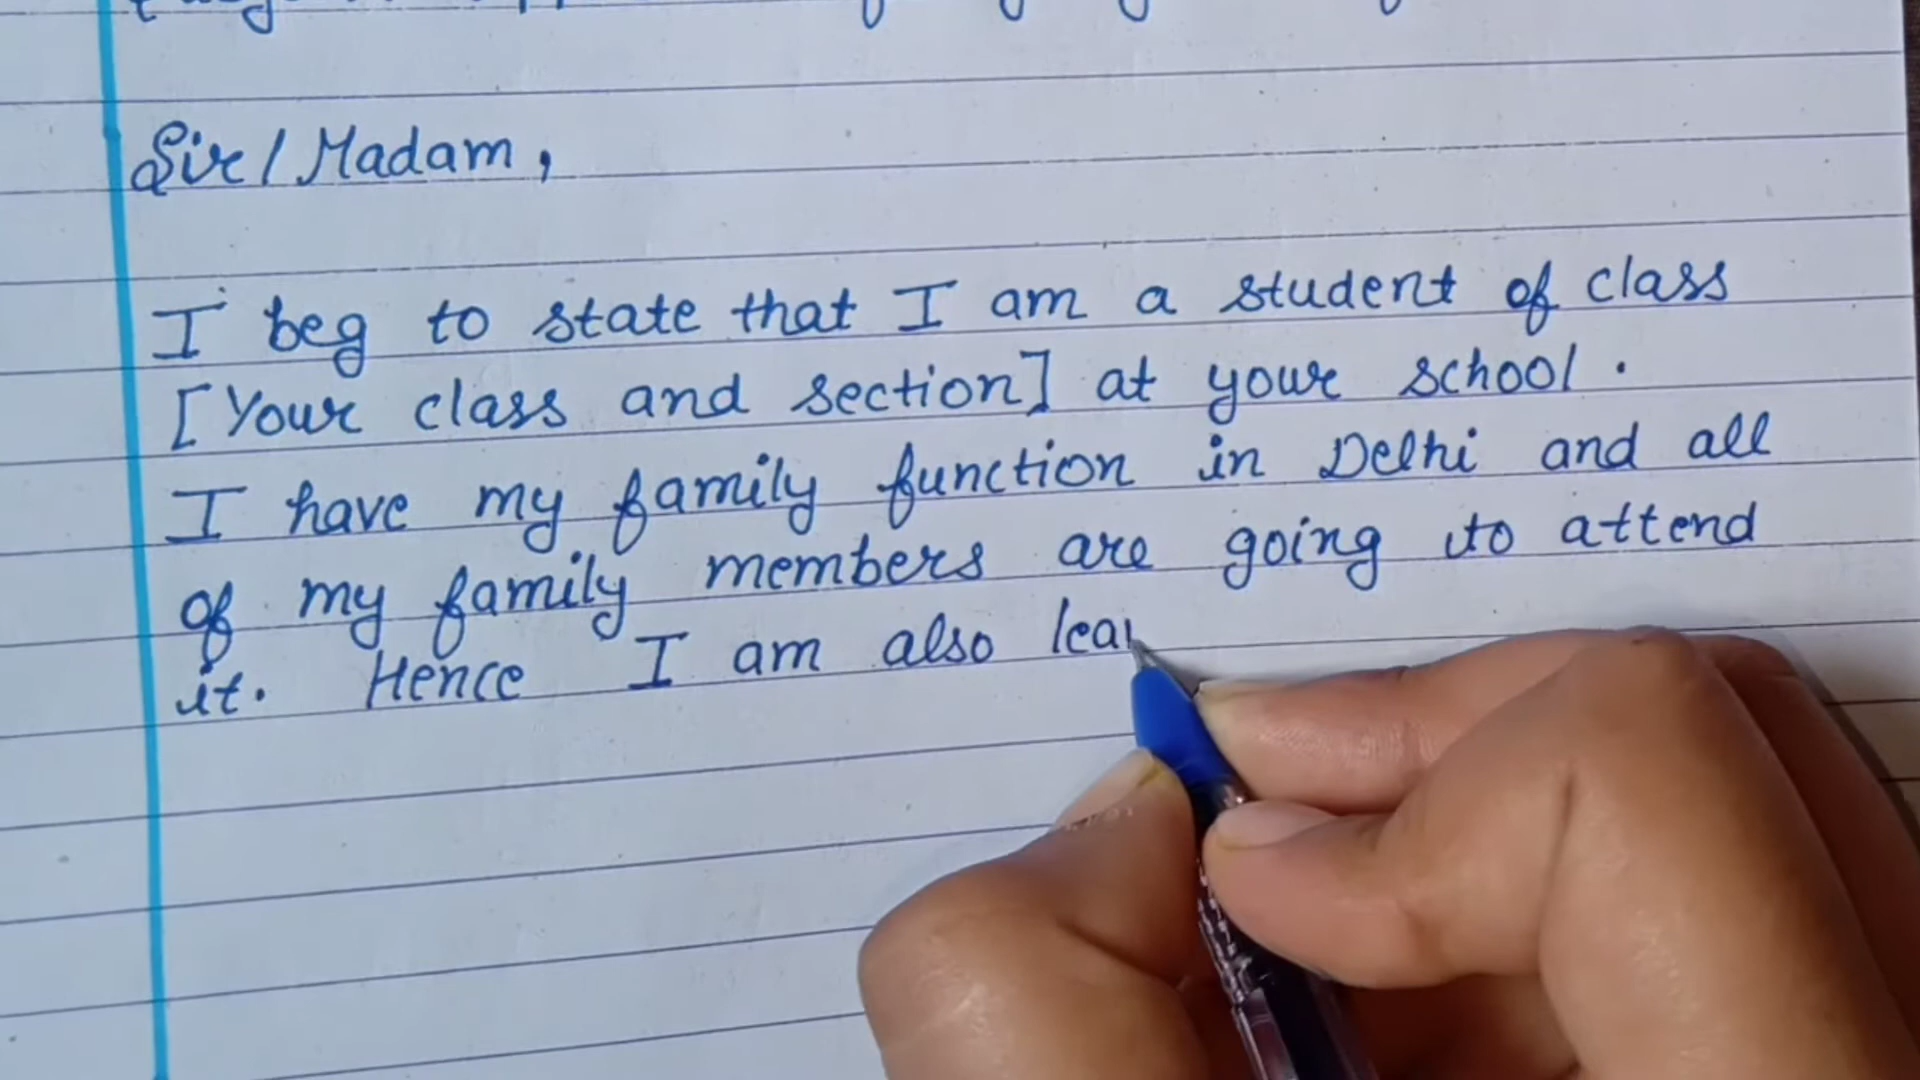 Sir/Madam,
I beg to state that I am a student of class
[Your class and section] at your school.
I have my family function in Delhi and all
of my family members are going to attend
it. Hence I am also lea